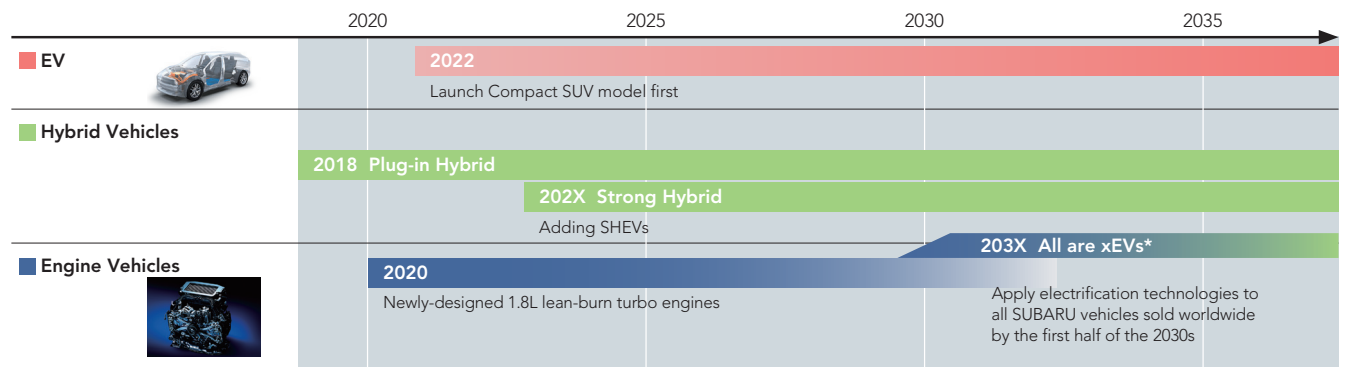 2020 2025 2030 2035
EV
2022
Launch Compact SUV model first
Hybrid Vehicles
2018 Plug-in Hybrid
202X Strong Hybrid
Adding SHEVs
203X All are xEVs*
Engine Vehicles
2020
Newly-designed 1.8L lean-burn turbo engines
Apply electrification technologies to
all SUBARU vehicles sold worldwide
by the first half of the 2030s